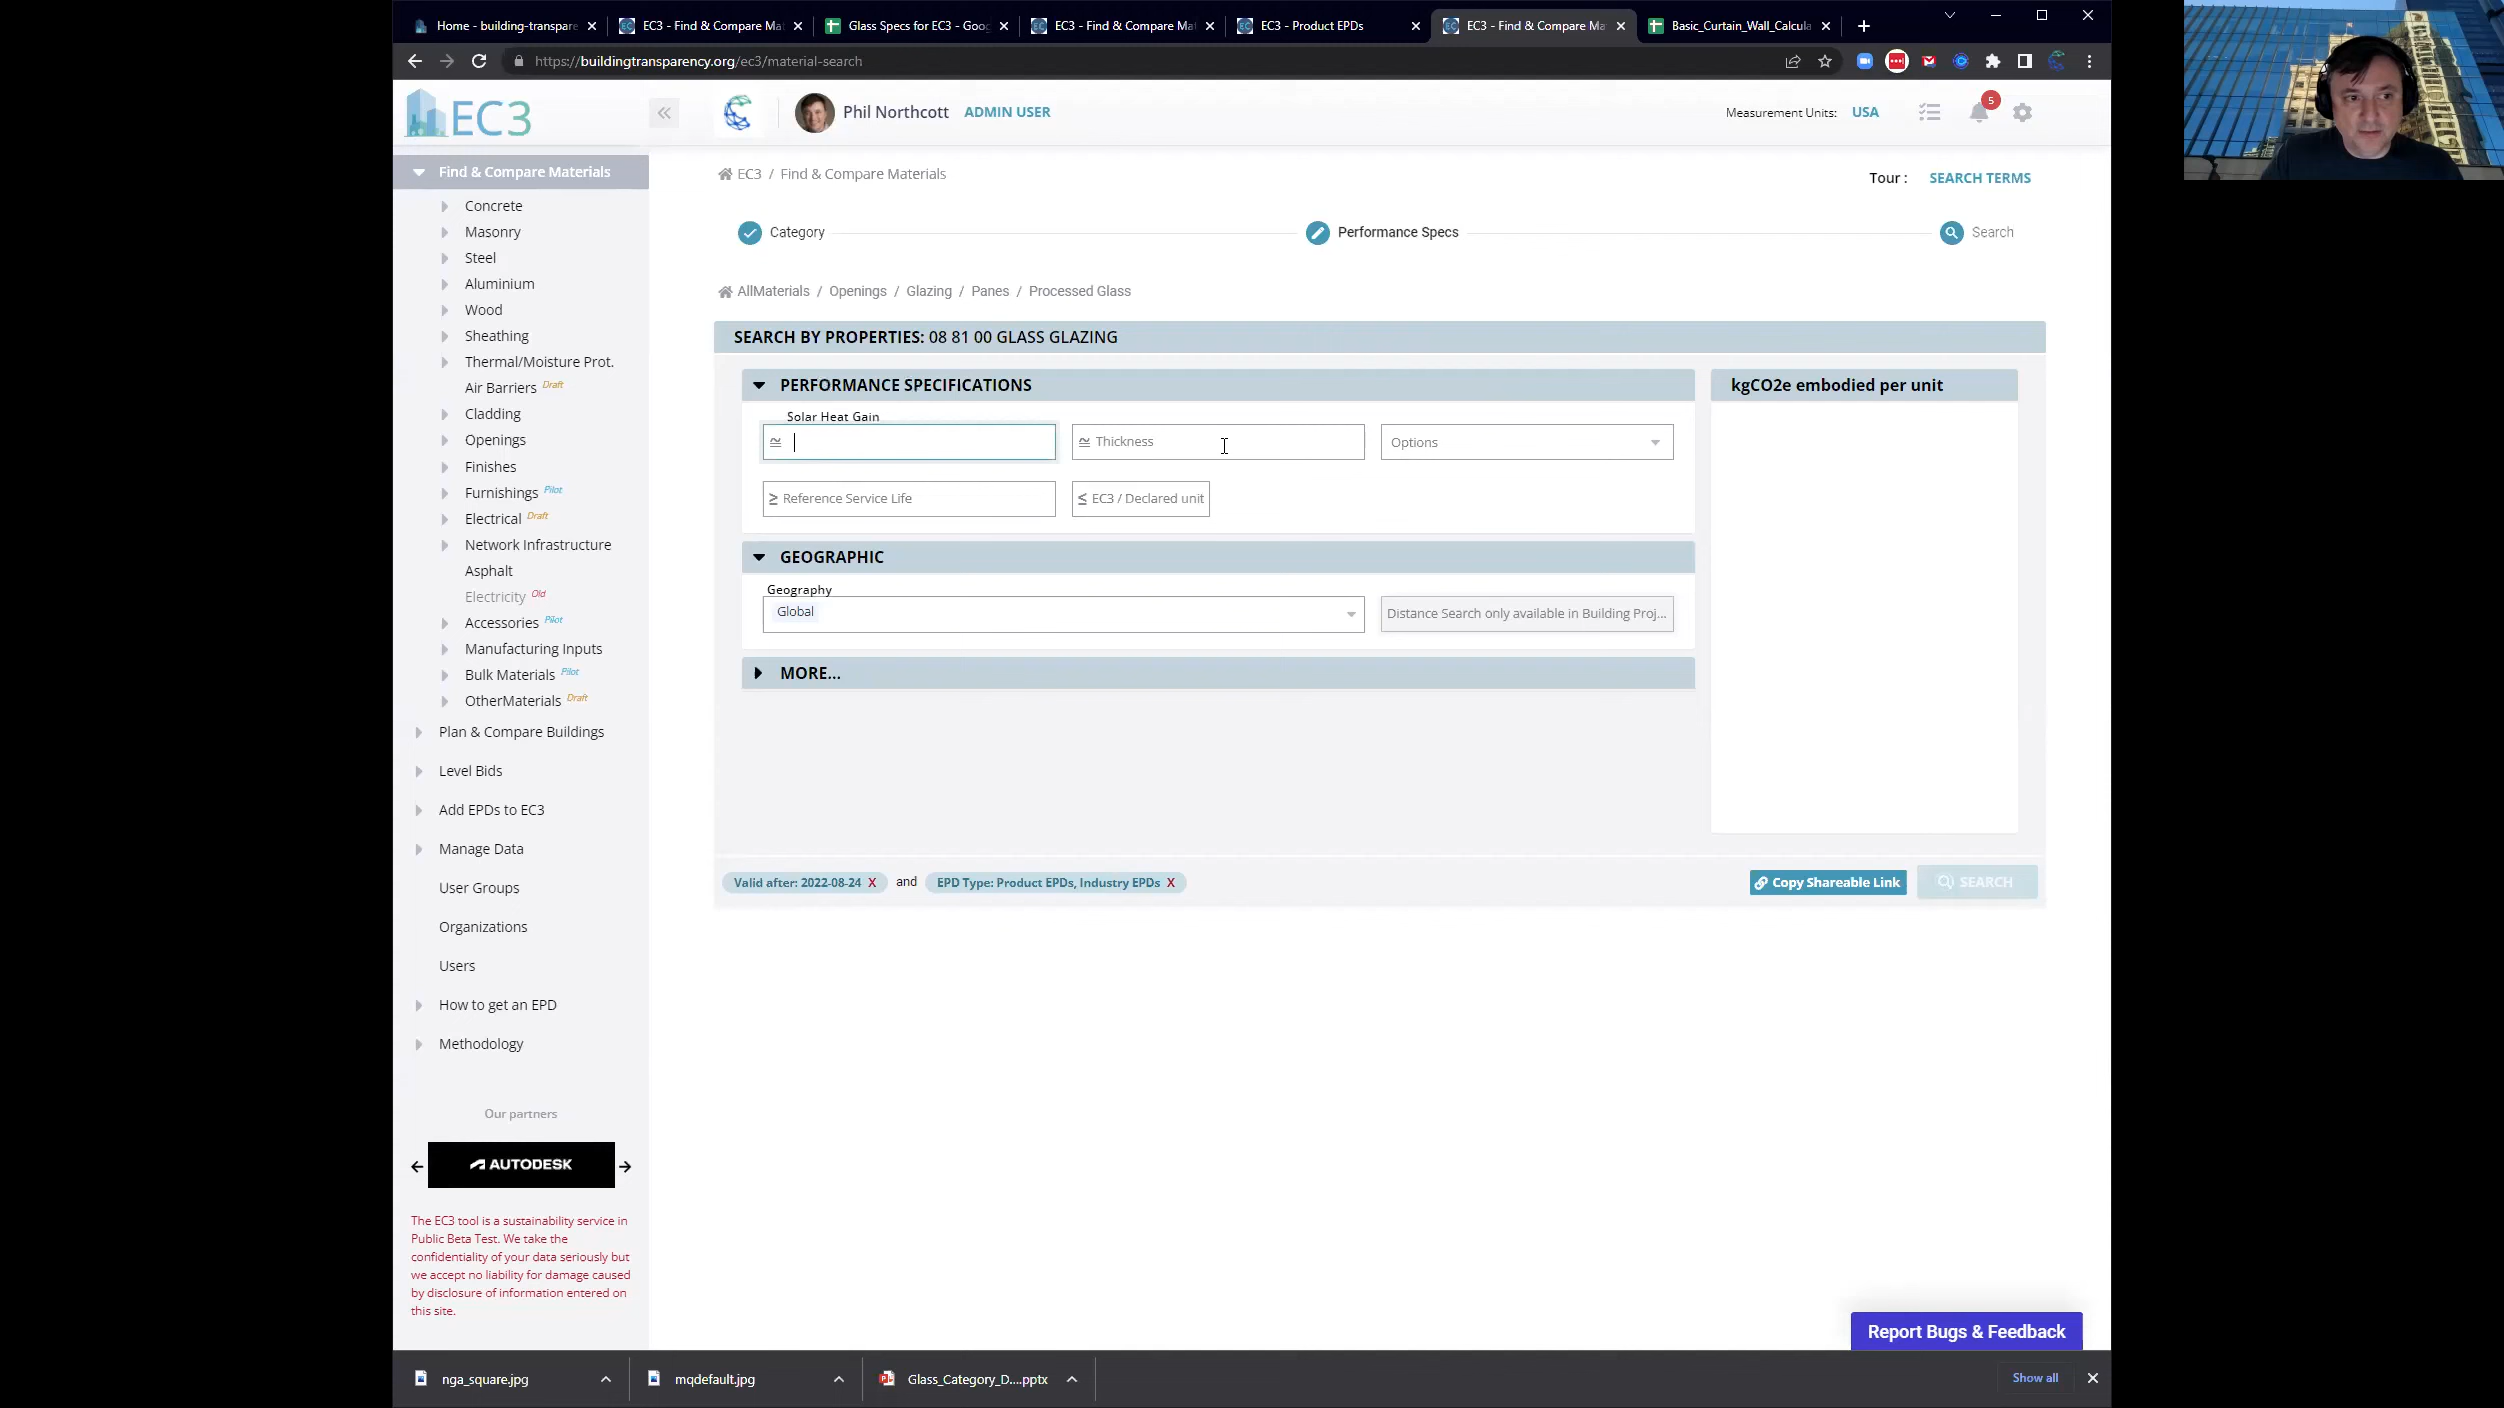 Home - building-transpare
EC3 - Find & Compare Ma
Glass Specs for EC3 - Goog
EC3 - Find & Compare Ma
EC3 - Product EPDs
EC3 - Find & Compare Ma
Basic_Curtain_Wall_Calcula
https://buildingtransparency.org/ec3/material-search
EC3
Phil Northcott
ADMIN USER
Measurement Units: USA
5
Find & Compare Materials
Concrete
Masonry
Steel
Aluminium
Wood
Sheathing
Thermal/Moisture Prot.
Air Barriers Draft
Cladding
Openings
Finishes
Furnishings Pilot
Electrical Draft
Network Infrastructure
Asphalt
Electricity Old
Accessories Pilot
Manufacturing Inputs
Bulk Materials Pilot
OtherMaterials Draft
Plan & Compare Buildings
Level Bids
Add EPDs to EC3
Manage Data
User Groups
Organizations
Users
How to get an EPD
Methodology
Our partners
AUTODESK
The EC3 tool is a sustainability service in
Public Beta Test. We take the
confidentiality of your data seriously but
we accept no liability for damage caused
by disclosure of information entered on
this site.
EC3 / Find & Compare Materials
Tour : SEARCH TERMS
Category
Performance Specs
Search
AllMaterials / Openings / Glazing / Panes / Processed Glass
SEARCH BY PROPERTIES: 08 81 00 GLASS GLAZING
PERFORMANCE SPECIFICATIONS
Solar Heat Gain
≅
≅ Thickness
Options
≥ Reference Service Life
≤ EC3 / Declared unit
GEOGRAPHIC
Geography
Global
Distance Search only available in Building Proj...
MORE...
kgCO2e embodied per unit
Valid after: 2022-08-24 X and EPD Type: Product EPDs, Industry EPDs X
Copy Shareable Link
SEARCH
Report Bugs & Feedback
nga_square.jpg
mqdefault.jpg
Glass_Category_D....pptx
Show all